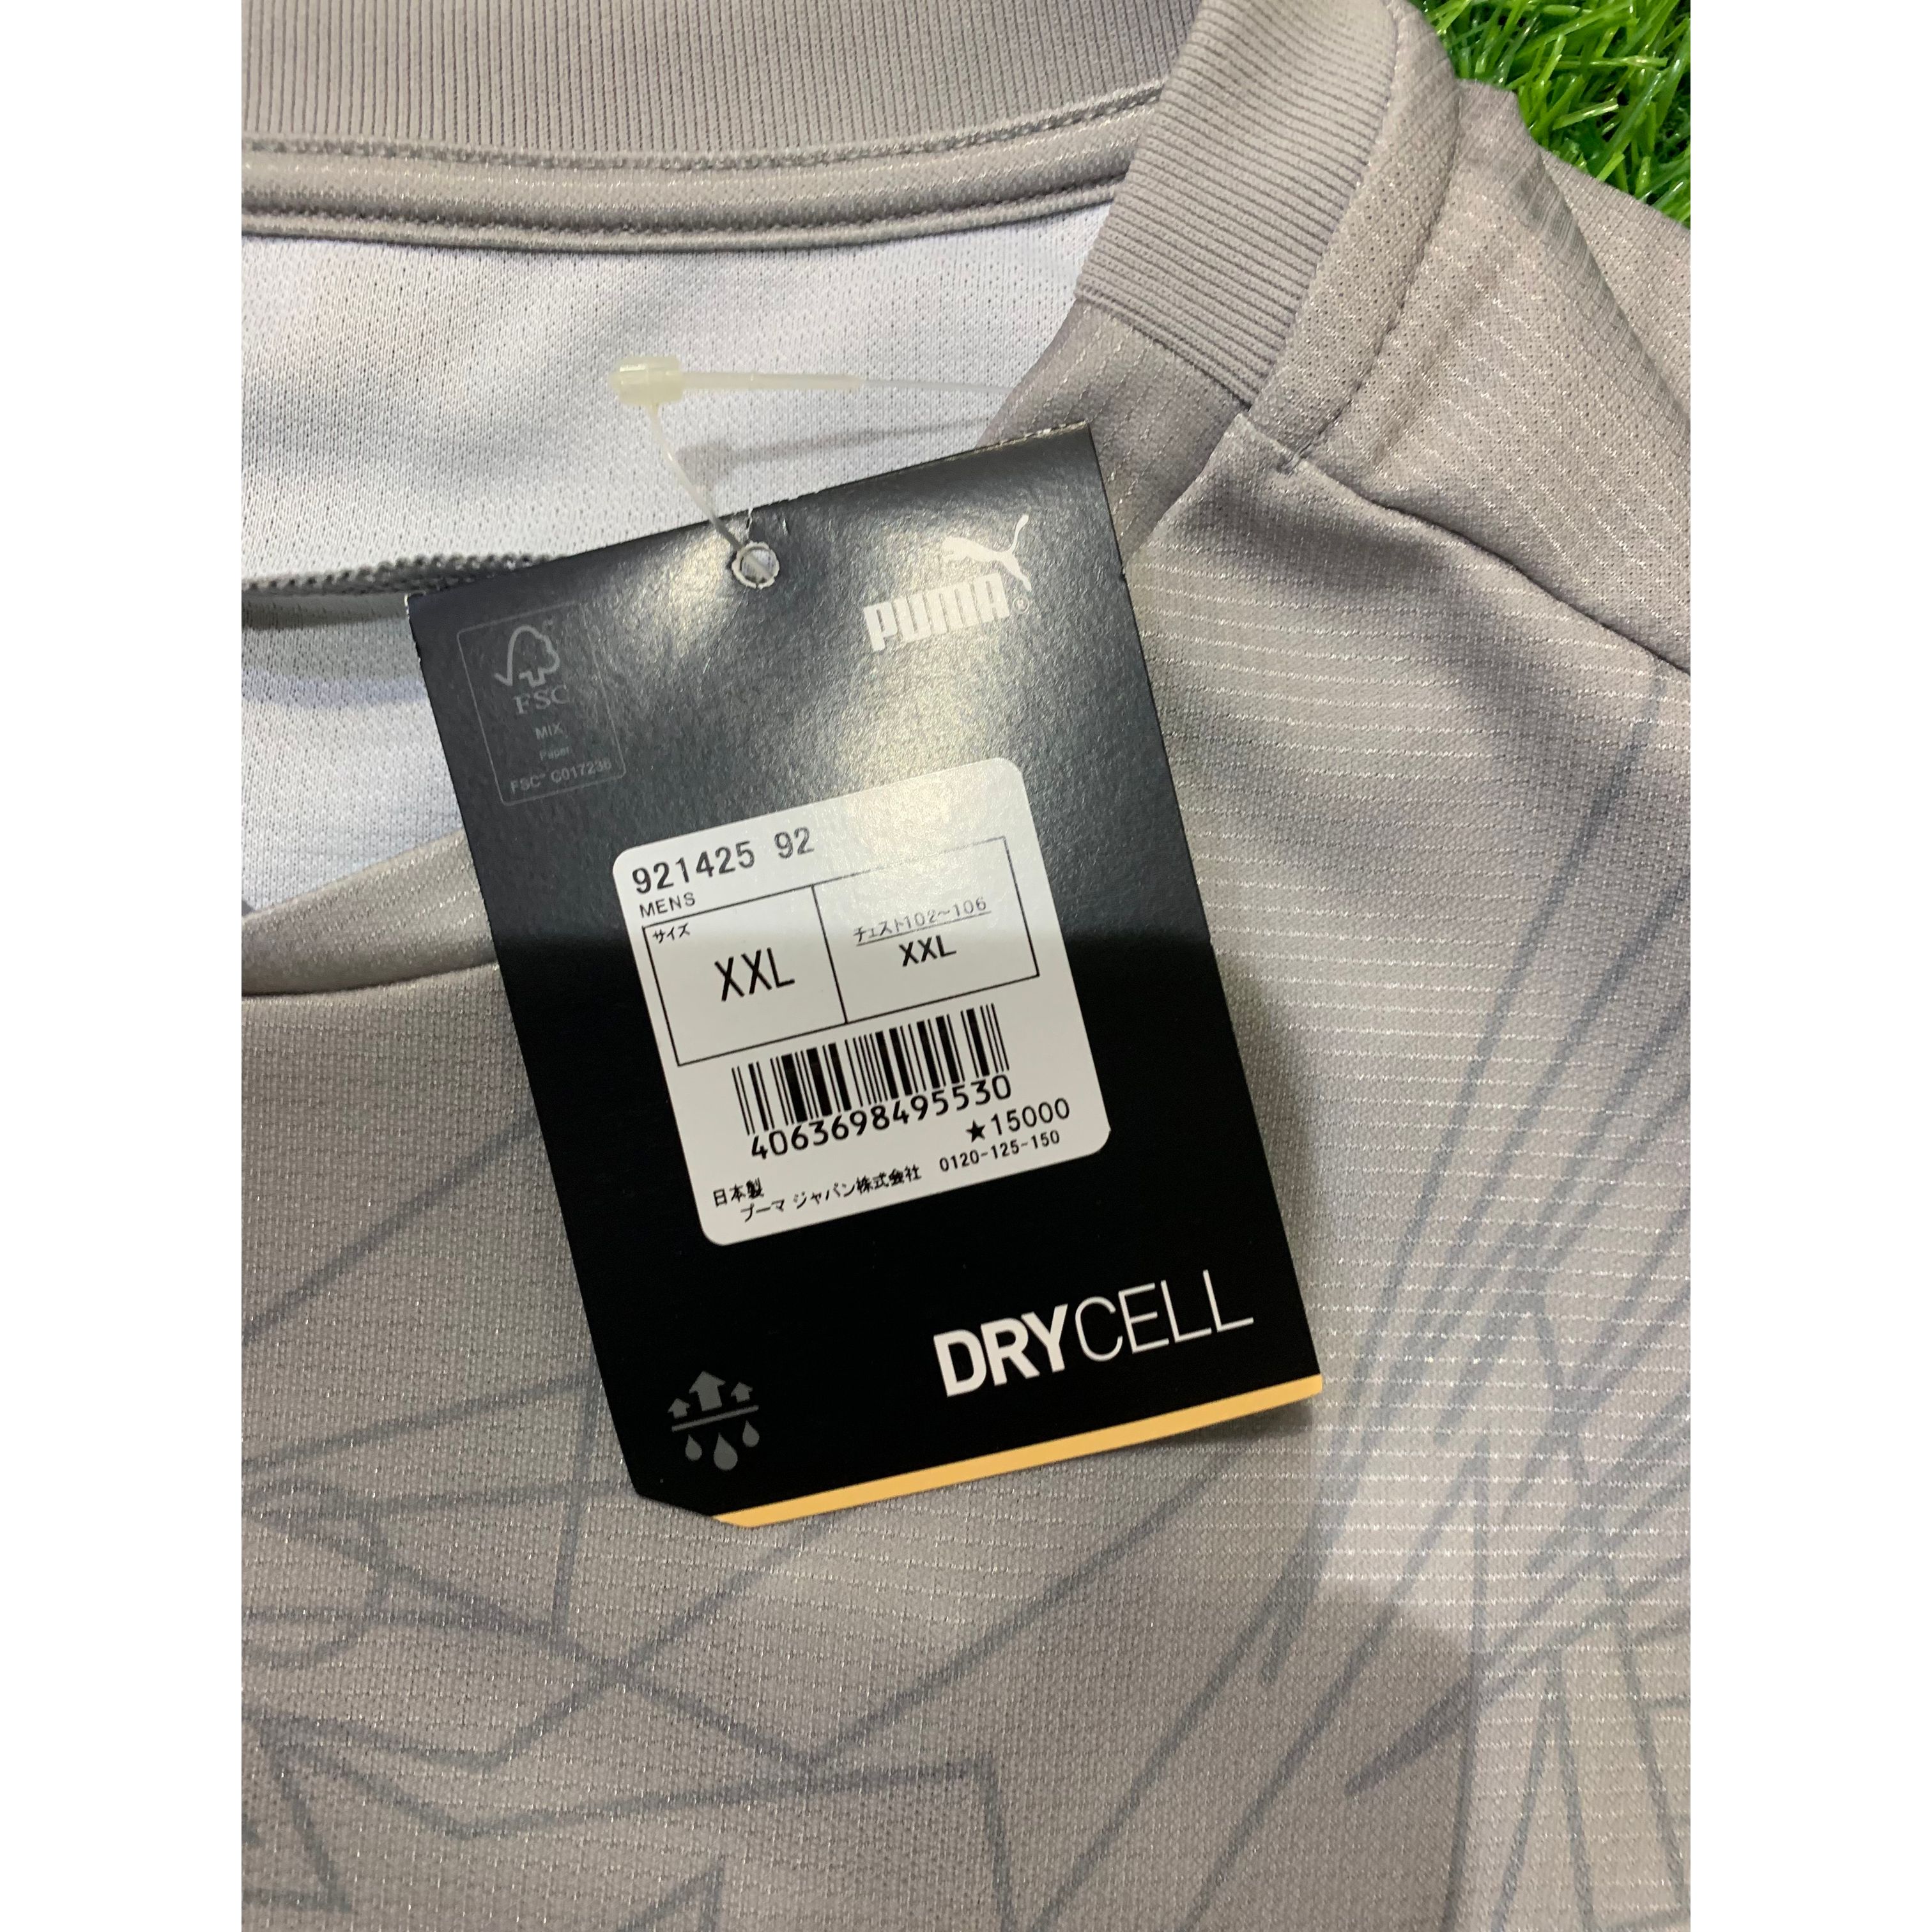 PUMA®
FSC
MIX
Paper
FSC™ C017236
921425 92
MENS
サイズ
XXL
チェスト102~106
XXL
4063698495530
★15000
日本製
プーマ ジャパン株式会社 0120-125-150
DRYCELL